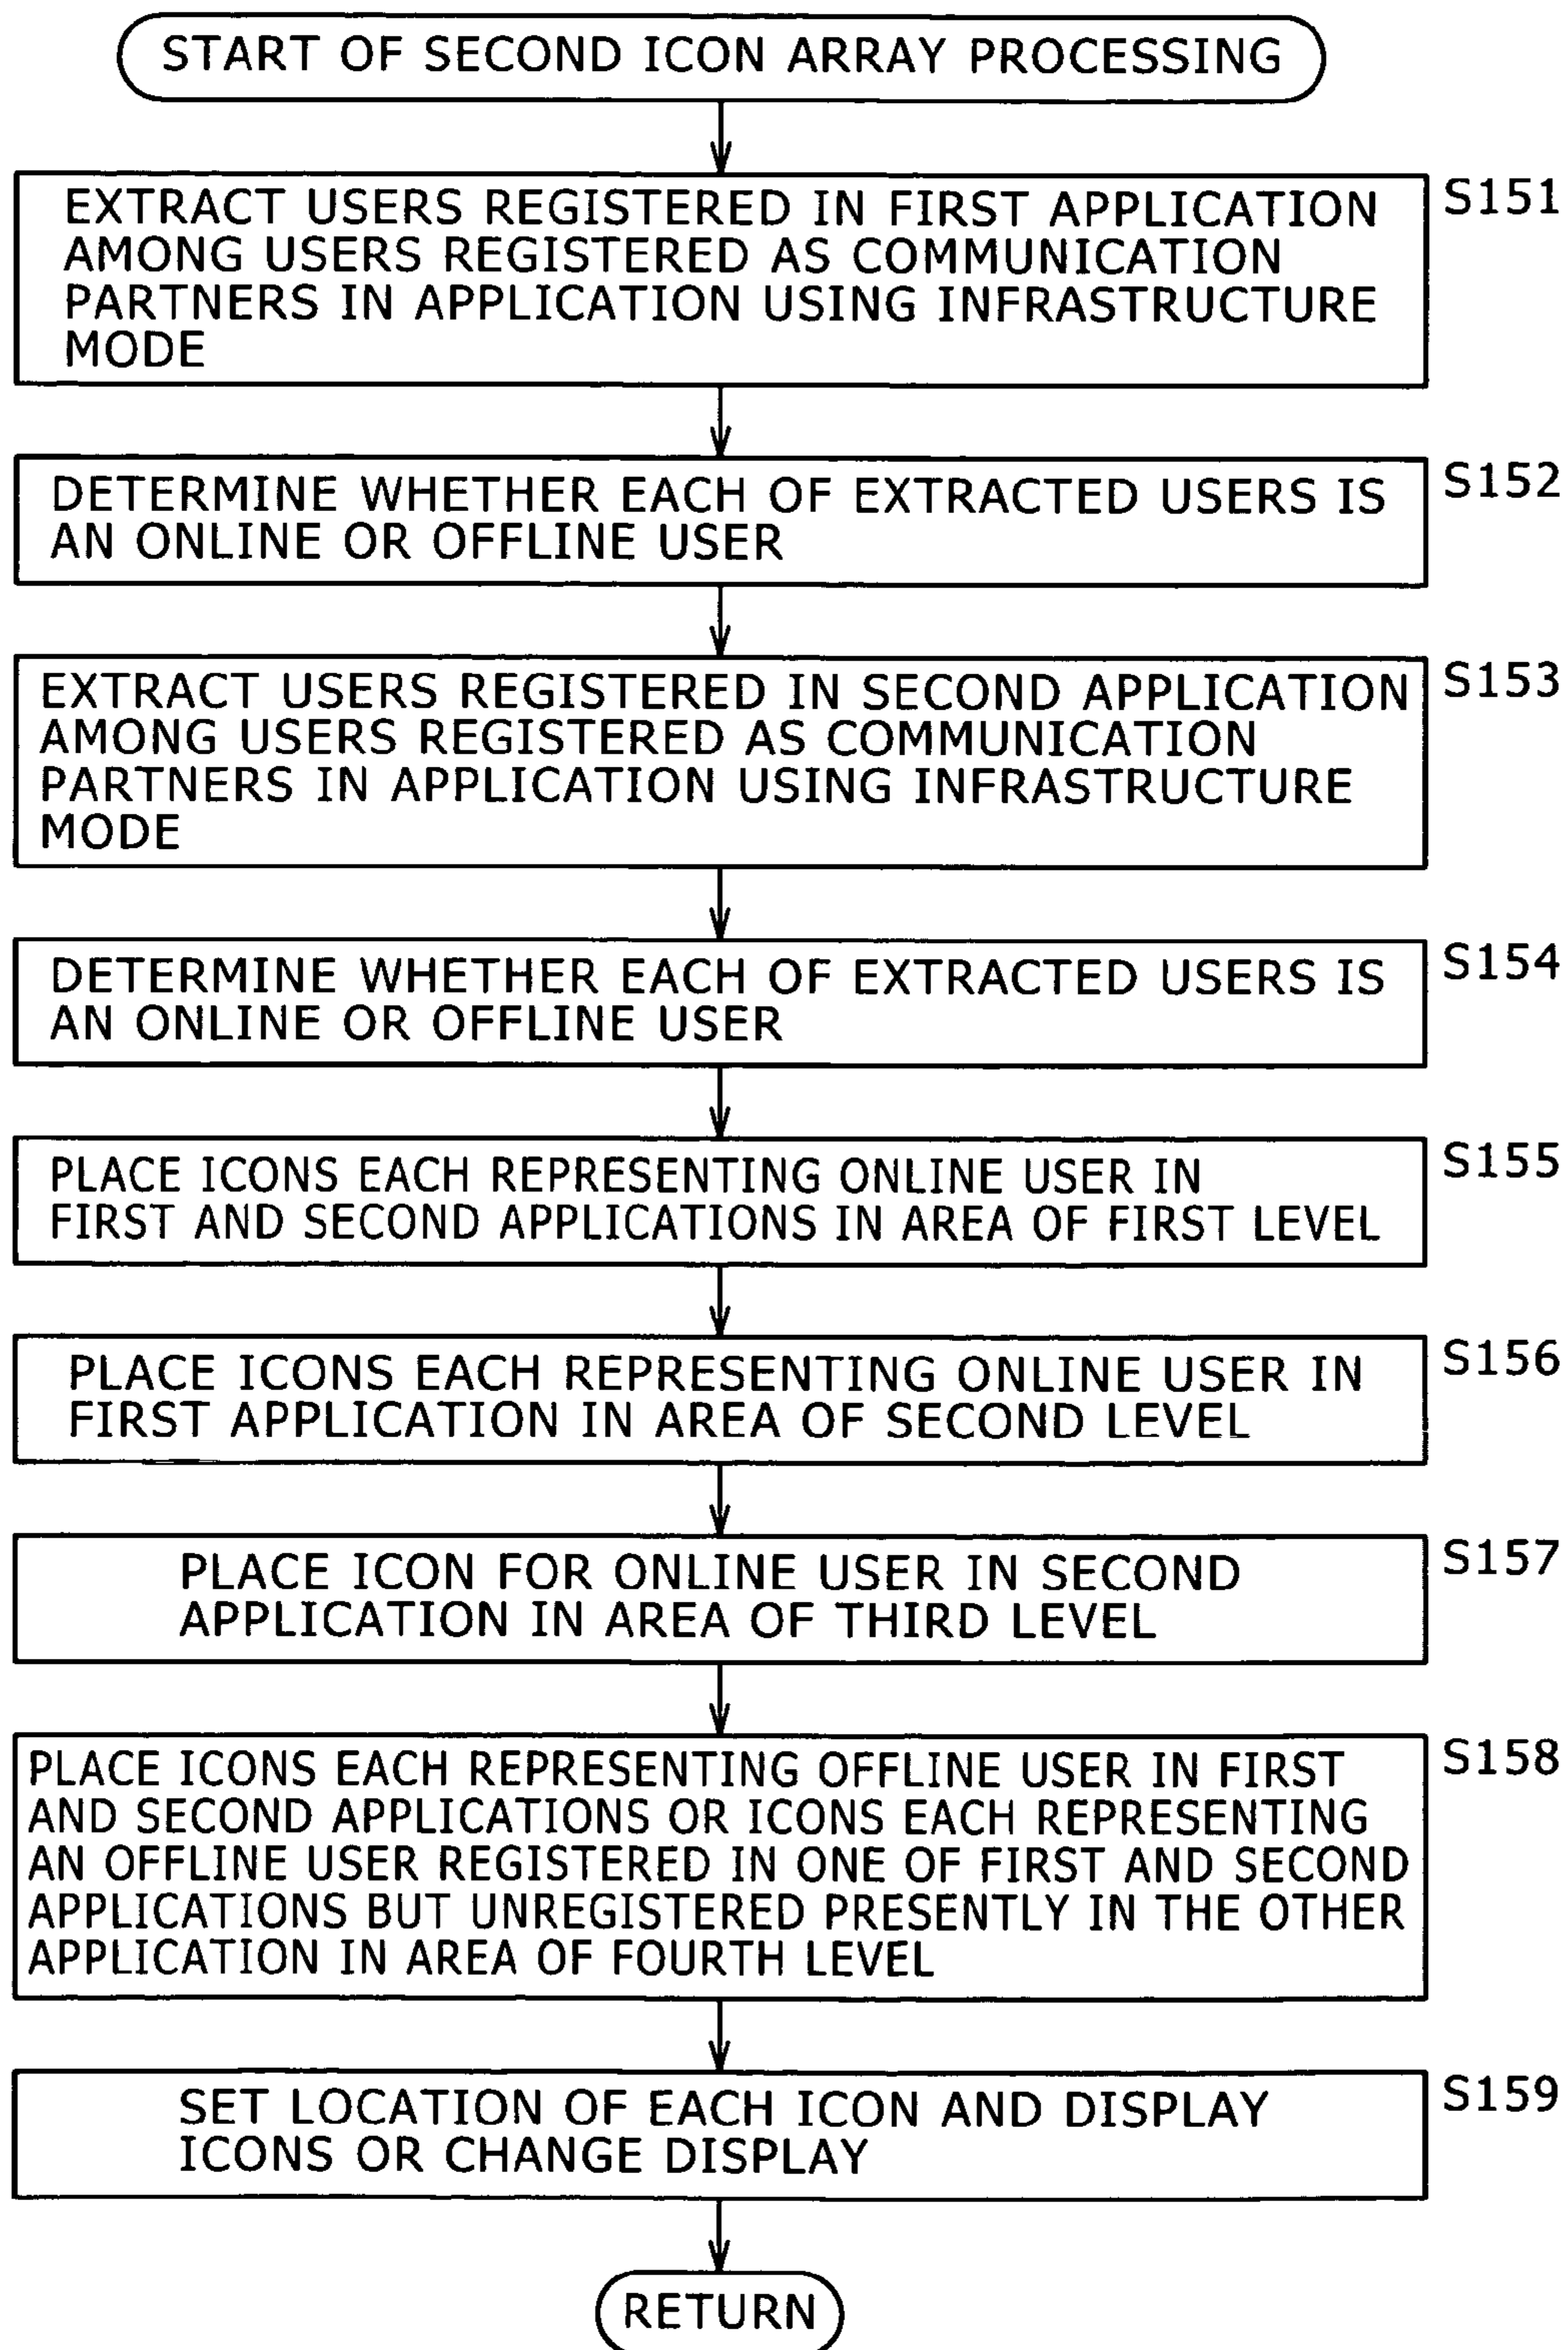 START OF SECOND ICON ARRAY PROCESSING
EXTRACT USERS REGISTERED IN FIRST APPLICATION
AMONG USERS REGISTERED AS COMMUNICATION
PARTNERS IN APPLICATION USING INFRASTRUCTURE
MODE
S151
DETERMINE WHETHER EACH OF EXTRACTED USERS IS
AN ONLINE OR OFFLINE USER
S152
EXTRACT USERS REGISTERED IN SECOND APPLICATION
AMONG USERS REGISTERED AS COMMUNICATION
PARTNERS IN APPLICATION USING INFRASTRUCTURE
MODE
S153
DETERMINE WHETHER EACH OF EXTRACTED USERS IS
AN ONLINE OR OFFLINE USER
S154
PLACE ICONS EACH REPRESENTING ONLINE USER IN
FIRST AND SECOND APPLICATIONS IN AREA OF FIRST LEVEL
S155
PLACE ICONS EACH REPRESENTING ONLINE USER IN
FIRST APPLICATION IN AREA OF SECOND LEVEL
S156
PLACE ICON FOR ONLINE USER IN SECOND
APPLICATION IN AREA OF THIRD LEVEL
S157
PLACE ICONS EACH REPRESENTING OFFLINE USER IN FIRST
AND SECOND APPLICATIONS OR ICONS EACH REPRESENTING
AN OFFLINE USER REGISTERED IN ONE OF FIRST AND SECOND
APPLICATIONS BUT UNREGISTERED PRESENTLY IN THE OTHER
APPLICATION IN AREA OF FOURTH LEVEL
S158
SET LOCATION OF EACH ICON AND DISPLAY
ICONS OR CHANGE DISPLAY
S159
RETURN